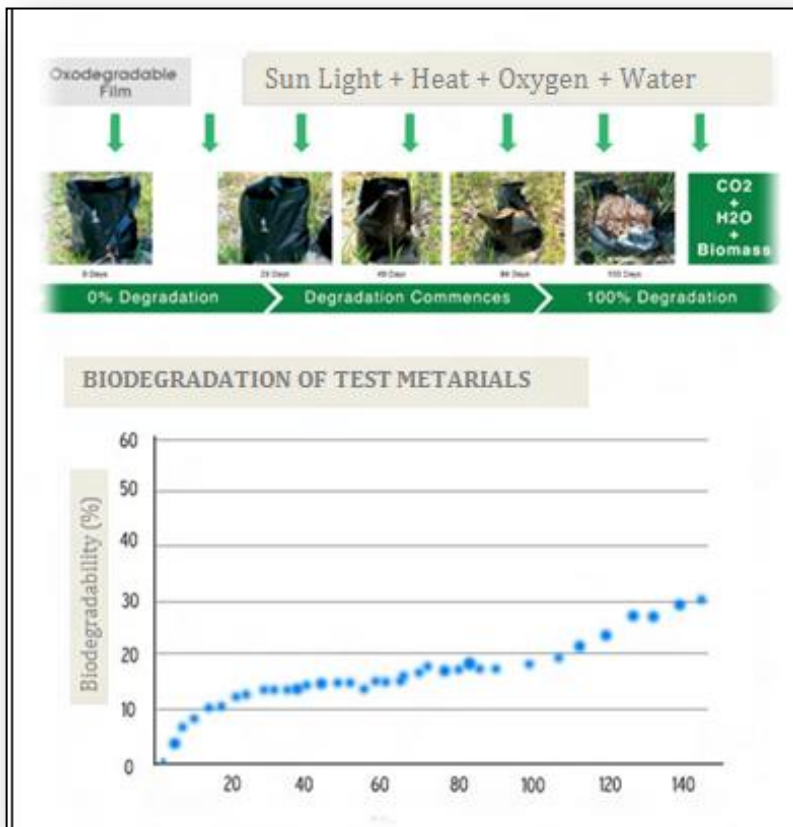 Oxodegradable
Film
Sun Light + Heat + Oxygen + Water
CO2
+
H2O
+
Biomass
0% Degradation
Degradation Commences
100% Degradation
BIODEGRADATION OF TEST METARIALS
Biodegradability (%)
60
50
40
30
20
10
0
20
40
60
80
100
120
140